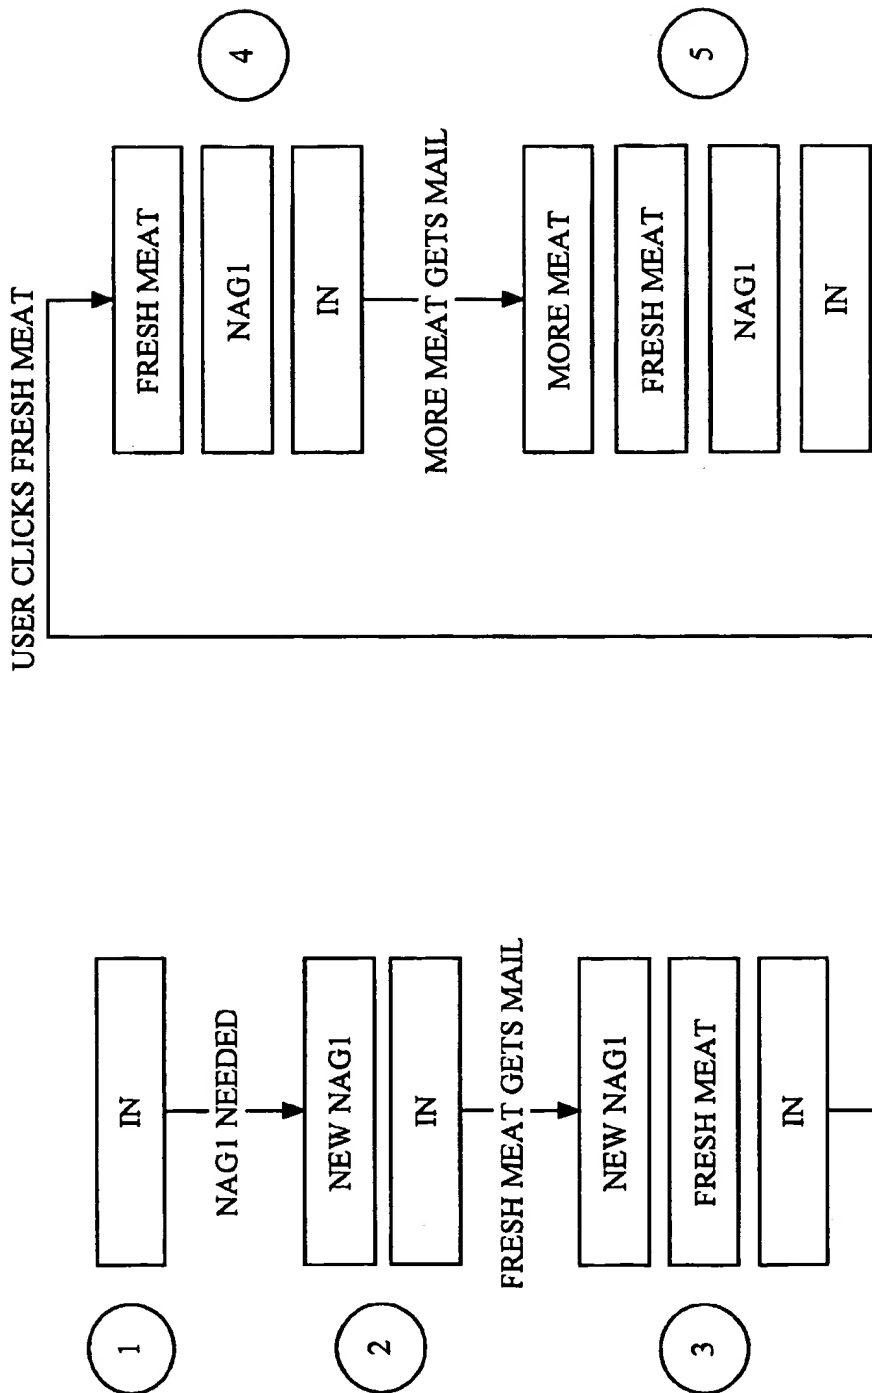 1
IN
NAG1 NEEDED
2
NEW NAG1
IN
FRESH MEAT GETS MAIL
3
NEW NAG1
FRESH MEAT
IN
USER CLICKS FRESH MEAT
4
FRESH MEAT
NAG1
IN
MORE MEAT GETS MAIL
5
MORE MEAT
FRESH MEAT
NAG1
IN